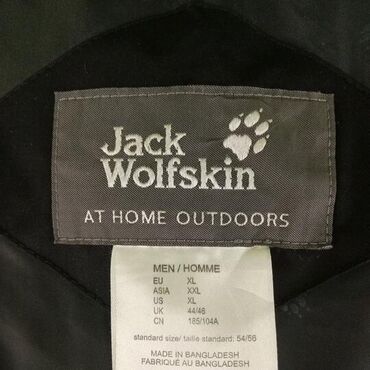 Jack
Wolfskin
AT HOME OUTDOORS
MEN / HOMME
EU XL
ASIA XXL
US XL
UK 44/46
CN 185/104A
standard size/ taille standard: 54/56
MADE IN BANGLADESH
FABRIQUÉ AU BANGLADESH